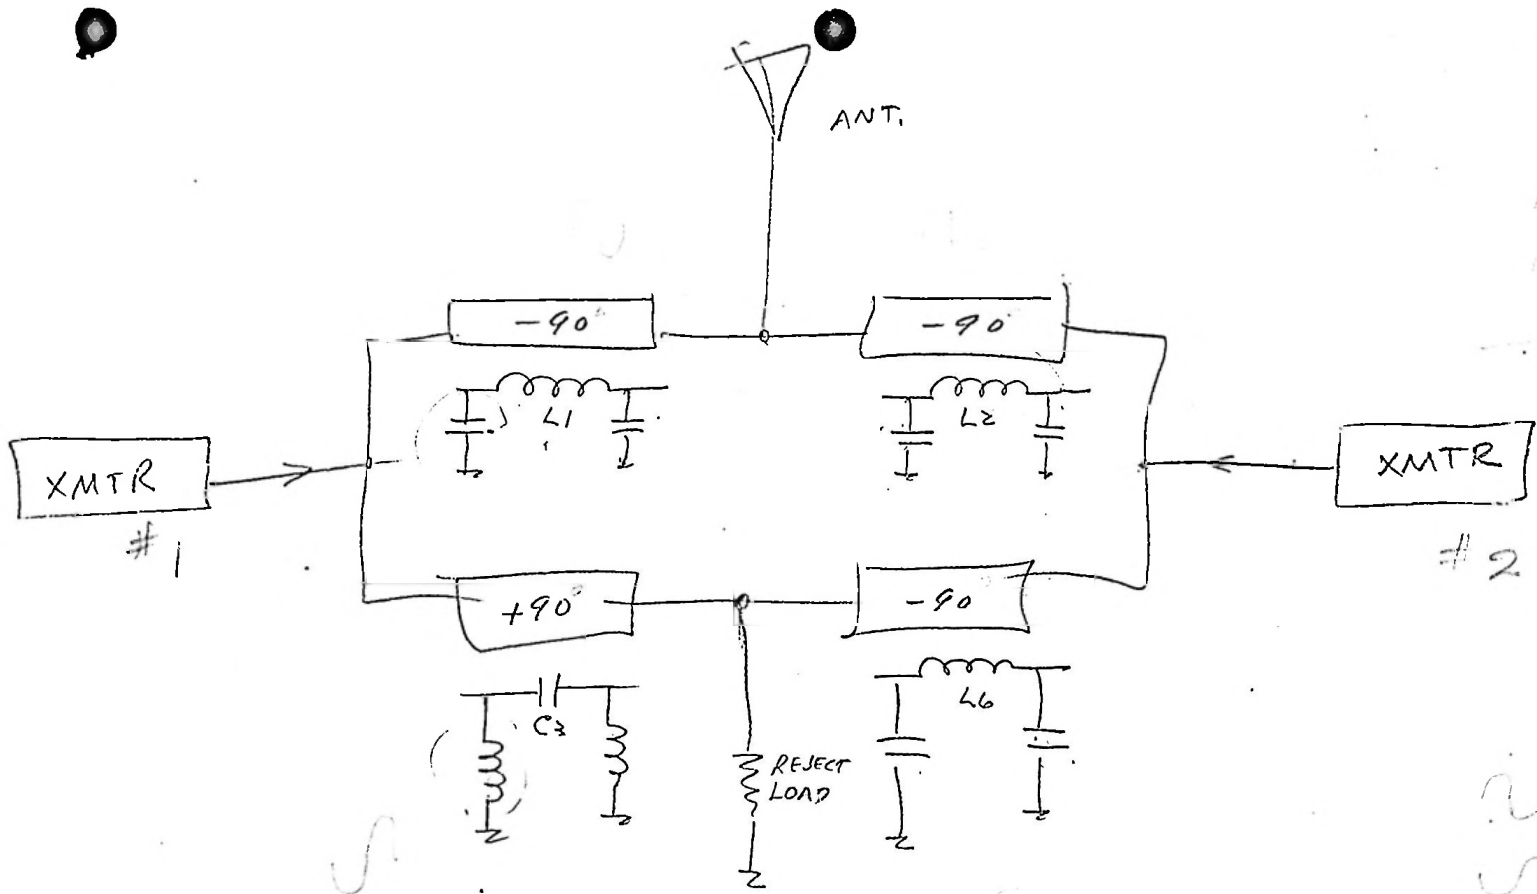 ANT.
-90°
-90
L1
L2
XMTR
#1
XMTR
#2
+90°
-90
C3
L6
REJECT
LOAD